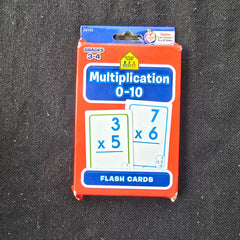 GRADES
3-4
Multiplication
0-10
3
x 5
7
x 6
FLASH CARDS